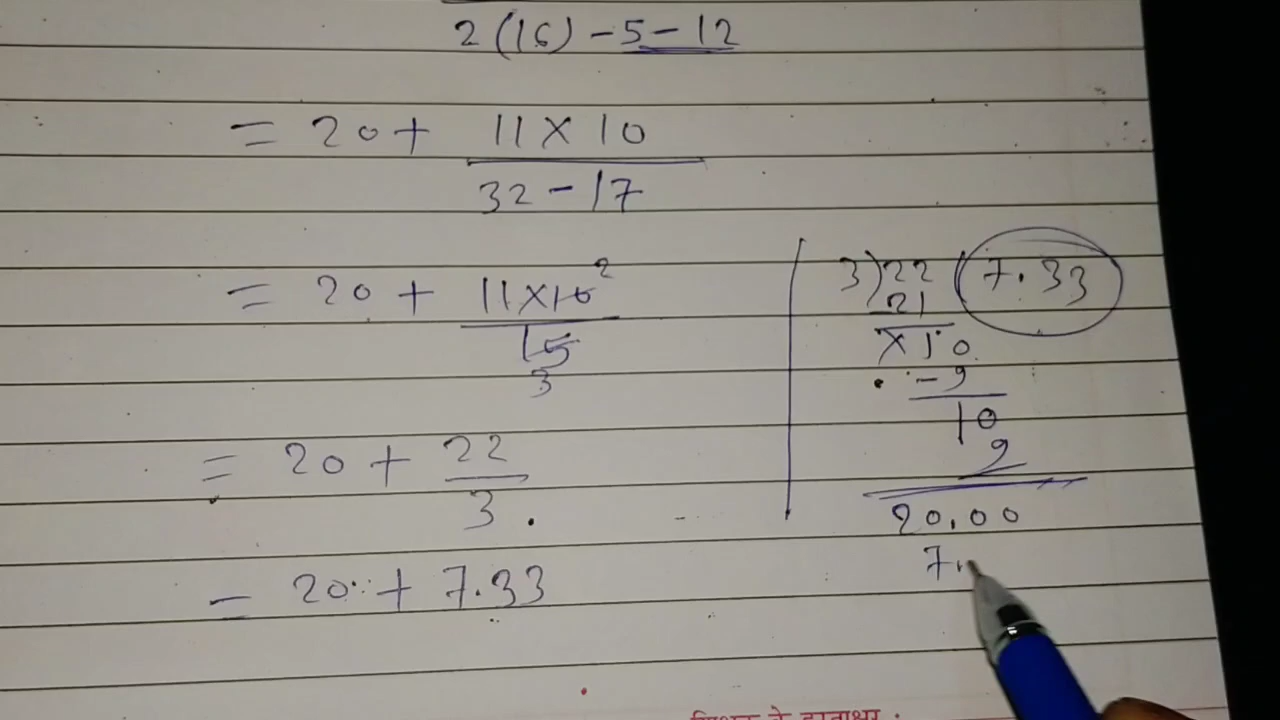 2(16) - 5 - 12
= 20 + 11 × 10
32 - 17
= 20 + 11 × 10 2
15
3
= 20 + 22
3
- 20 + 7.33
3)22(7.33
21
×10
-9
10
9
20.00
7.